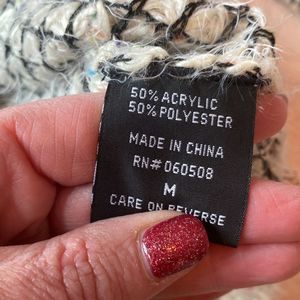 50% ACRYLIC
50% POLYESTER
MADE IN CHINA
RN# 060508
M
CARE ON REVERSE